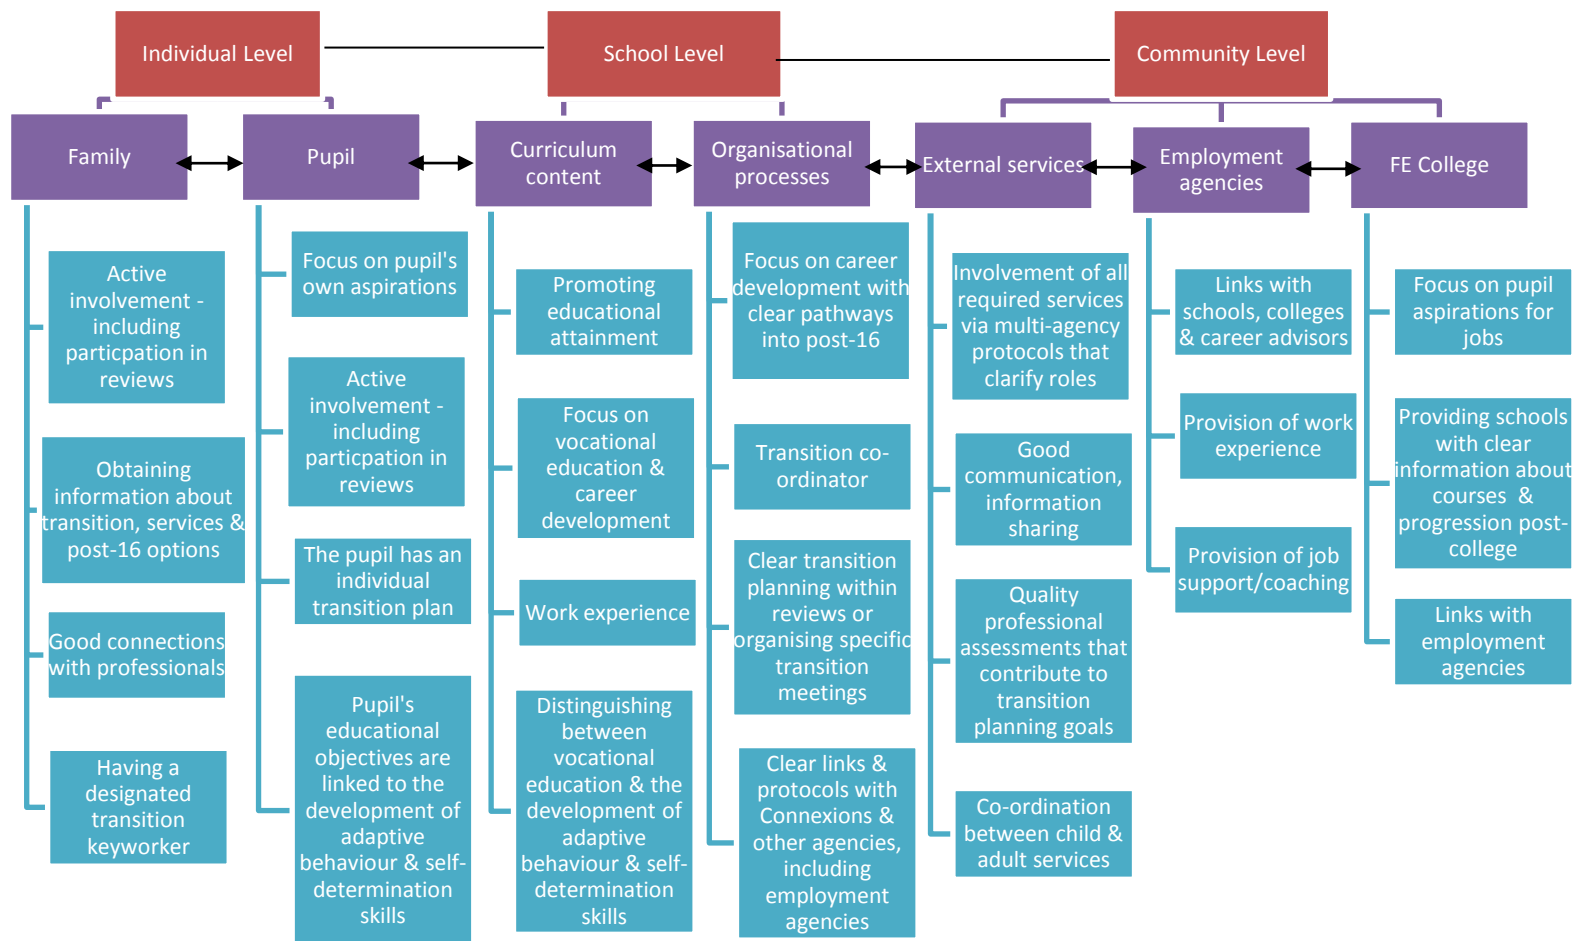 Individual Level
School Level
Community Level
Family
Pupil
Curriculum
content
Organisational
processes
External services
Employment
agencies
FE College
Active
involvement -
including
particpation in
reviews
Obtaining
information about
transition, services &
post-16 options
Good connections
with professionals
Having a
designated
transition
keyworker
Focus on pupil's
own aspirations
Active
involvement -
including
particpation in
reviews
The pupil has an
individual
transition plan
Pupil's
educational
objectives are
linked to the
development of
adaptive
behaviour & self-
determination
skills
Promoting
educational
attainment
Focus on
vocational
education &
career
development
Work experience
Distinguishing
between
vocational
education & the
development of
adaptive
behaviour & self-
determination
skills
Focus on career
development with
clear pathways
into post-16
Transition co-
ordinator
Clear transition
planning within
reviews or
organising specific
transition
meetings
Clear links &
protocols with
Connexions &
other agencies,
including
employment
agencies
Involvement of all
required services
via multi-agency
protocols that
clarify roles
Good
communication,
information
sharing
Quality
professional
assessments that
contribute to
transition
planning goals
Co-ordination
between child &
adult services
Links with
schools, colleges
& career advisors
Provision of work
experience
Provision of job
support/coaching
Focus on pupil
aspirations for
jobs
Providing schools
with clear
information about
courses & 
progression post-
college
Links with
employment
agencies